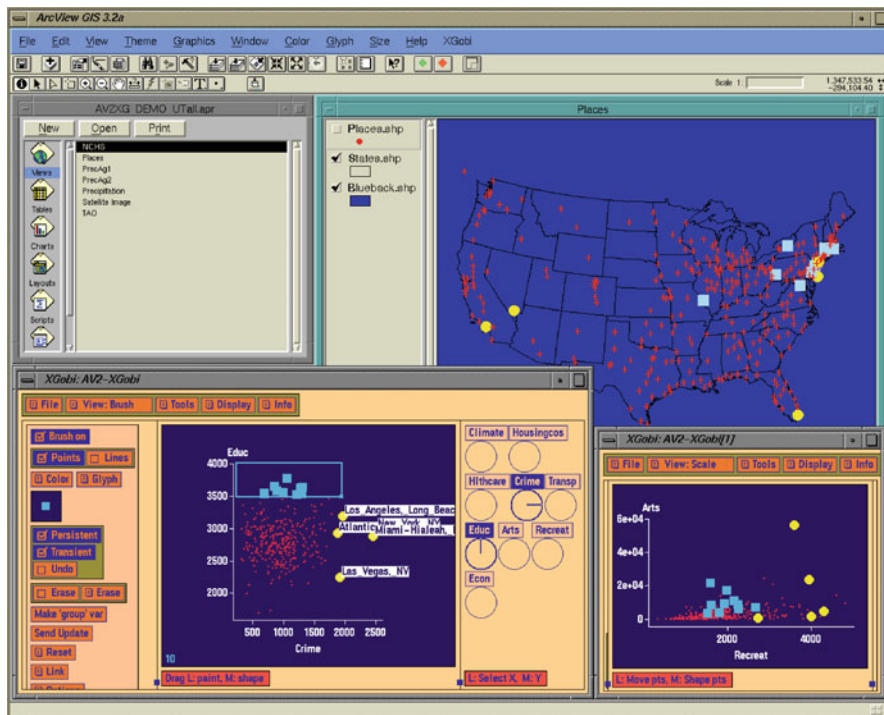 ArcView GIS 3.2a
File Edit View Theme Graphics Window Color Glyph Size Help XGobi
Scale 1: 1,347,533.54
-294,104.40
AV2XG_DEMO_UTall.apr
New Open Print
Views
Tables
Charts
Layouts
Scripts
NCHS
Places
PrecAg1
PrecAg2
Precipitation
Satellite Image
TAO
Places
Places.shp
States.shp
Blueback.shp
XGobi: AV2-XGobi
File View: Brush Tools Display Info
Brush on
Points Lines
Color Glyph
Persistent
Transient
Undo
Erase Erase
Make 'group' var
Send Update
Reset
Link
Educ
4000
3500
3000
2500
2000
Los_Angeles,_Long_Beac
New_York,_NY
Miami-Hialeah,_
Las_Vegas,_NV
500 1000 1500 2000 2500
Crime
10
Drag L: paint, M: shape
Climate Housingcos
Hlthcare Crime Transp
Educ Arts Recreat
Econ
L: Select X, M: Y
XGobi: AV2-XGobi[1]
File View: Scale Tools Display Info
Arts
6e+04
4e+04
2e+04
0
2000 4000
Recreat
L: Move pts, M: Shape pts